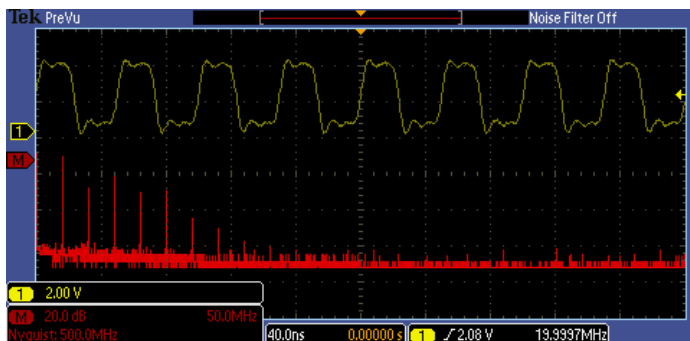 Tek PreVu Noise Filter Off
1
M
1 2.00 V
M 20.0 dB 50.0MHz
Nyquist: 500.0MHz
40.0ns 0.00000 s 1 2.08 V 19.9997MHz